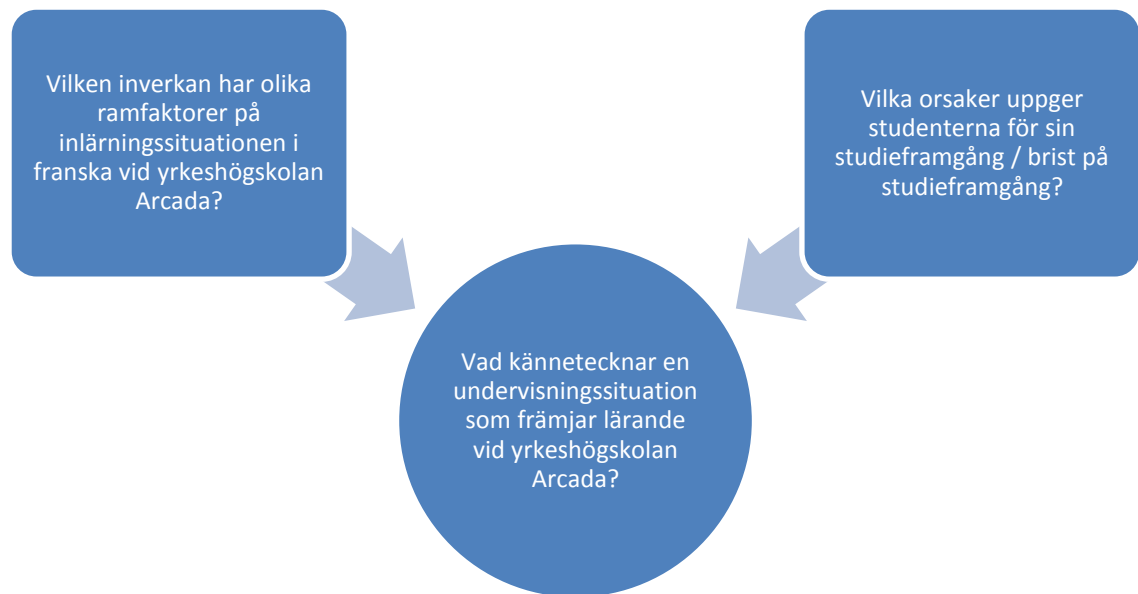 Vilken inverkan har olika
ramfaktorer på
inlärningssituationen i
franska vid yrkeshögskolan
Arcada?
Vilka orsaker uppger
studenterna för sin
studieframgång / brist på
studieframgång?
Vad kännetecknar en
undervisningssituation
som främjar lärande
vid yrkeshögskolan
Arcada?